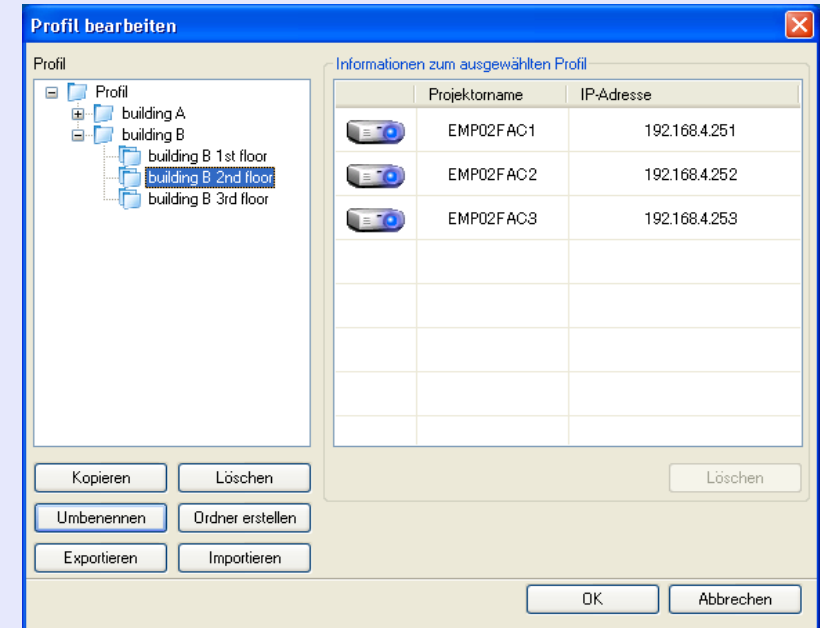 Profil bearbeiten
Profil
Profil
building A
building B
building B 1st floor
building B 2nd floor
building B 3rd floor
Kopieren
Löschen
Umbenennen
Ordner erstellen
Exportieren
Importieren
Informationen zum ausgewählten Profil
Projektorname IP-Adresse
EMP02FAC1 192.168.4.251
EMP02FAC2 192.168.4.252
EMP02FAC3 192.168.4.253
Löschen
OK
Abbrechen